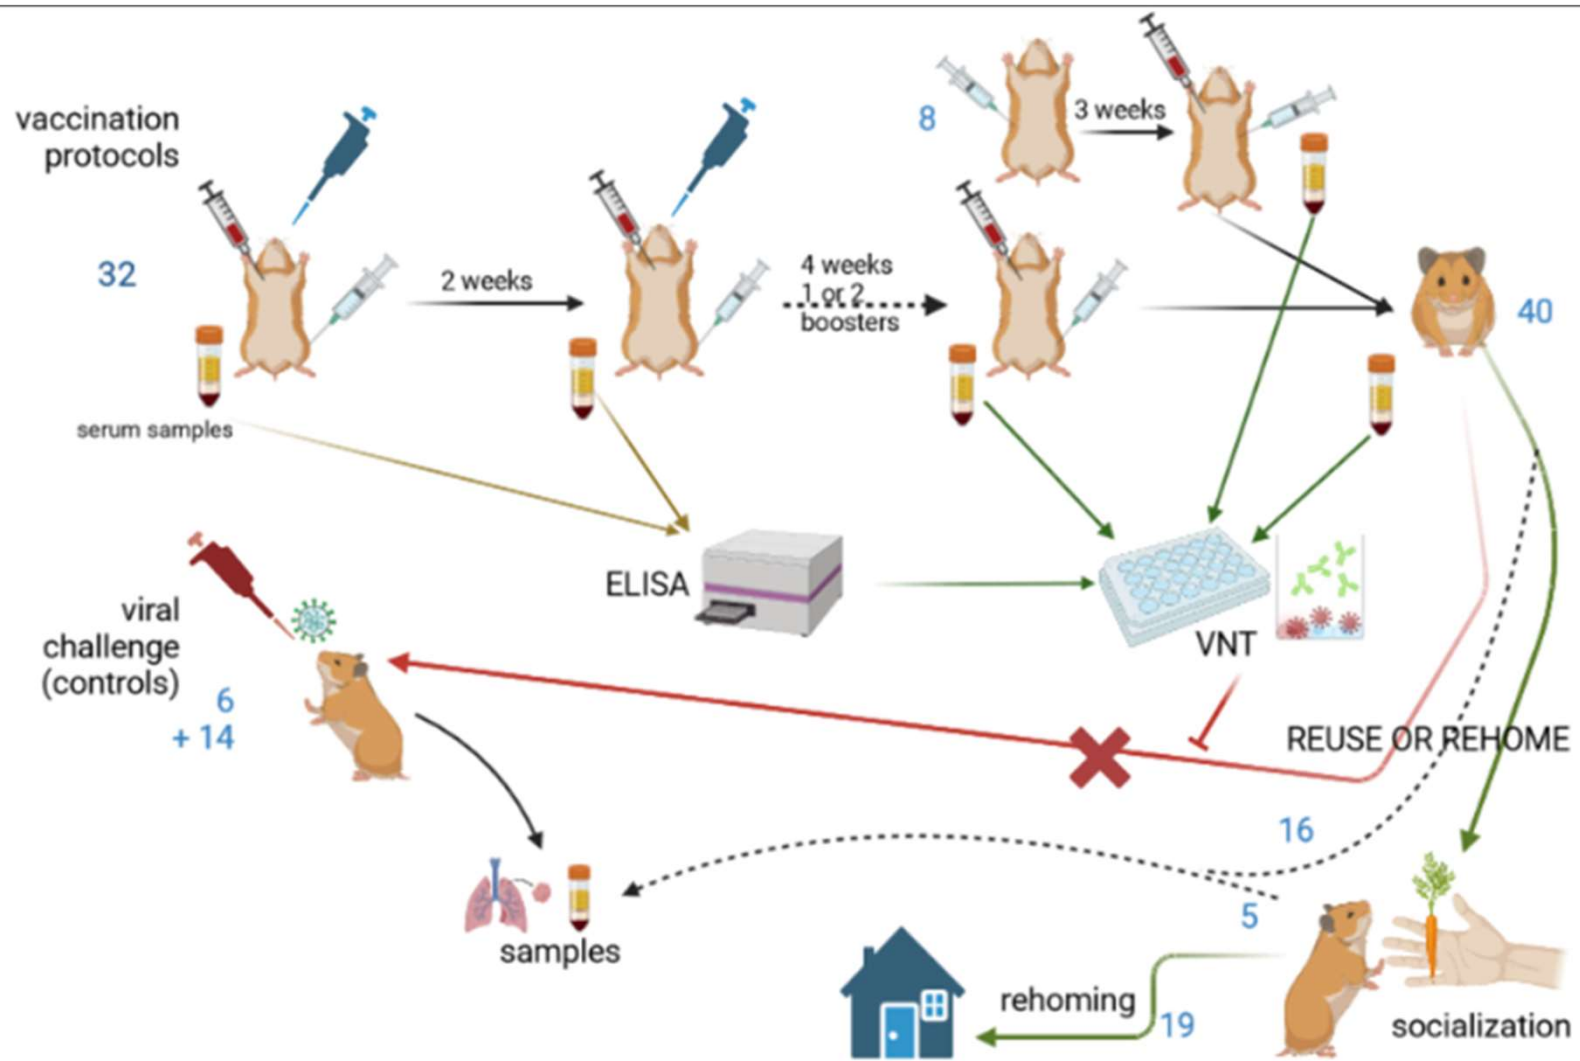 vaccination
protocols
8
3 weeks
32
2 weeks
4 weeks
1 or 2
boosters
40
serum samples
ELISA
VNT
viral
challenge
(controls)
6
+ 14
REUSE OR REHOME
16
5
samples
rehoming
19
socialization